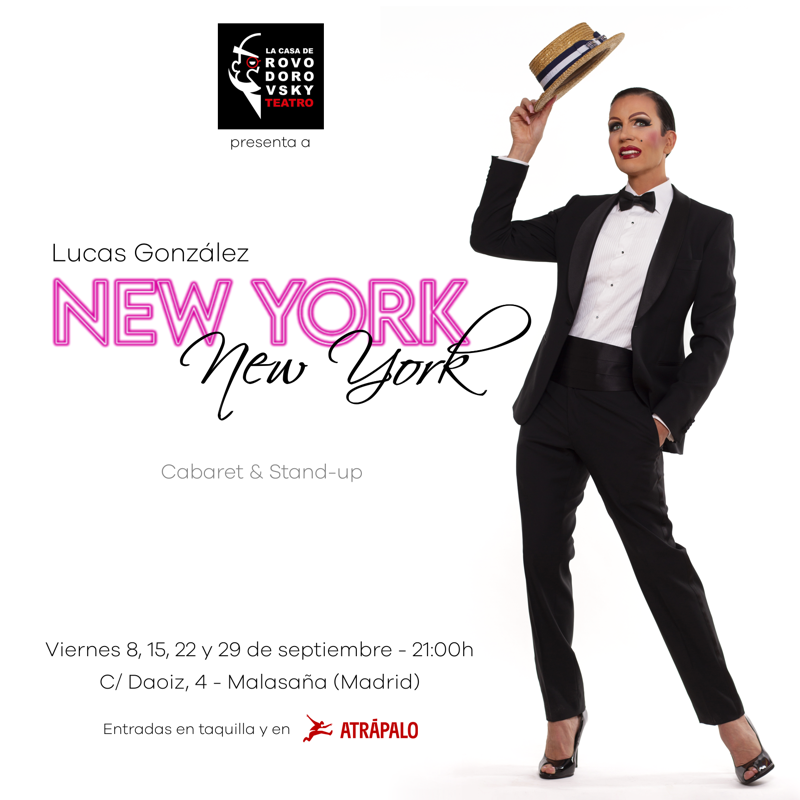 LA CASA DE
ROVO
DORO
VSKY
TEATRO
presenta a
Lucas González
NEW YORK
New York
Cabaret & Stand-up
Viernes 8, 15, 22 y 29 de septiembre - 21:00h
C/ Daoiz, 4 - Malasaña (Madrid)
Entradas en taquilla y en ATRÁPALO